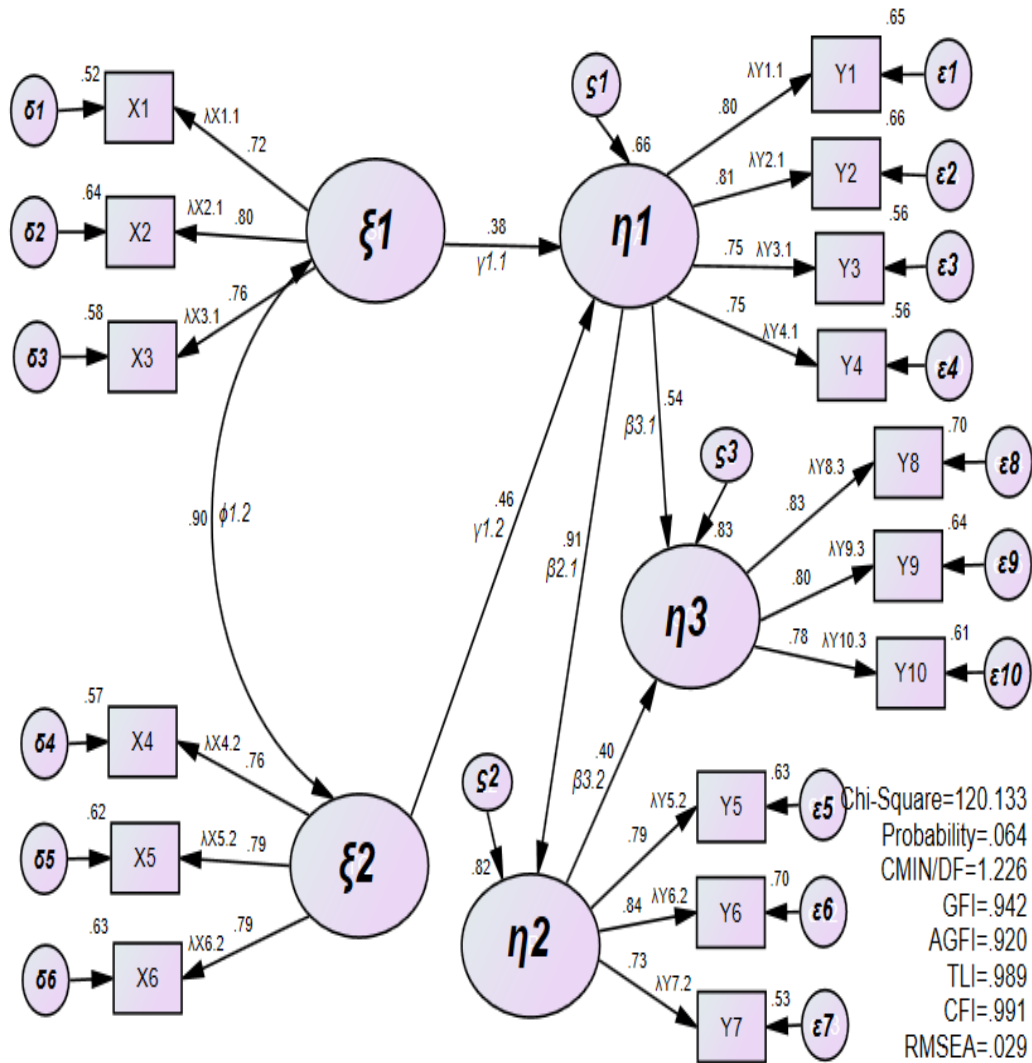 δ1
.52
X1
λX1.1
.72
δ2
.64
X2
λX2.1
.80
δ3
.58
X3
λX3.1
.76
ξ1
.38
γ1.1
ς1
.66
η1
λY1.1
.80
Y1
.65
ε1
λY2.1
.81
Y2
.66
ε2
.75
λY3.1
Y3
.56
ε3
.75
λY4.1
Y4
.56
ε4
.90
ϕ1.2
.46
γ1.2
.91
β2.1
.54
β3.1
ς3
.83
η3
λY8.3
.83
Y8
.70
ε8
λY9.3
.80
Y9
.64
ε9
.78
λY10.3
Y10
.61
ε10
.40
β3.2
δ4
.57
X4
λX4.2
.76
δ5
.62
X5
λX5.2
.79
δ6
.63
X6
λX6.2
.79
ξ2
ς2
.82
η2
λY5.2
.79
Y5
.63
ε5
.84
λY6.2
Y6
.70
ε6
.73
λY7.2
Y7
.53
ε7
Chi-Square=120.133
Probability=.064
CMIN/DF=1.226
GFI=.942
AGFI=.920
TLI=.989
CFI=.991
RMSEA=.029